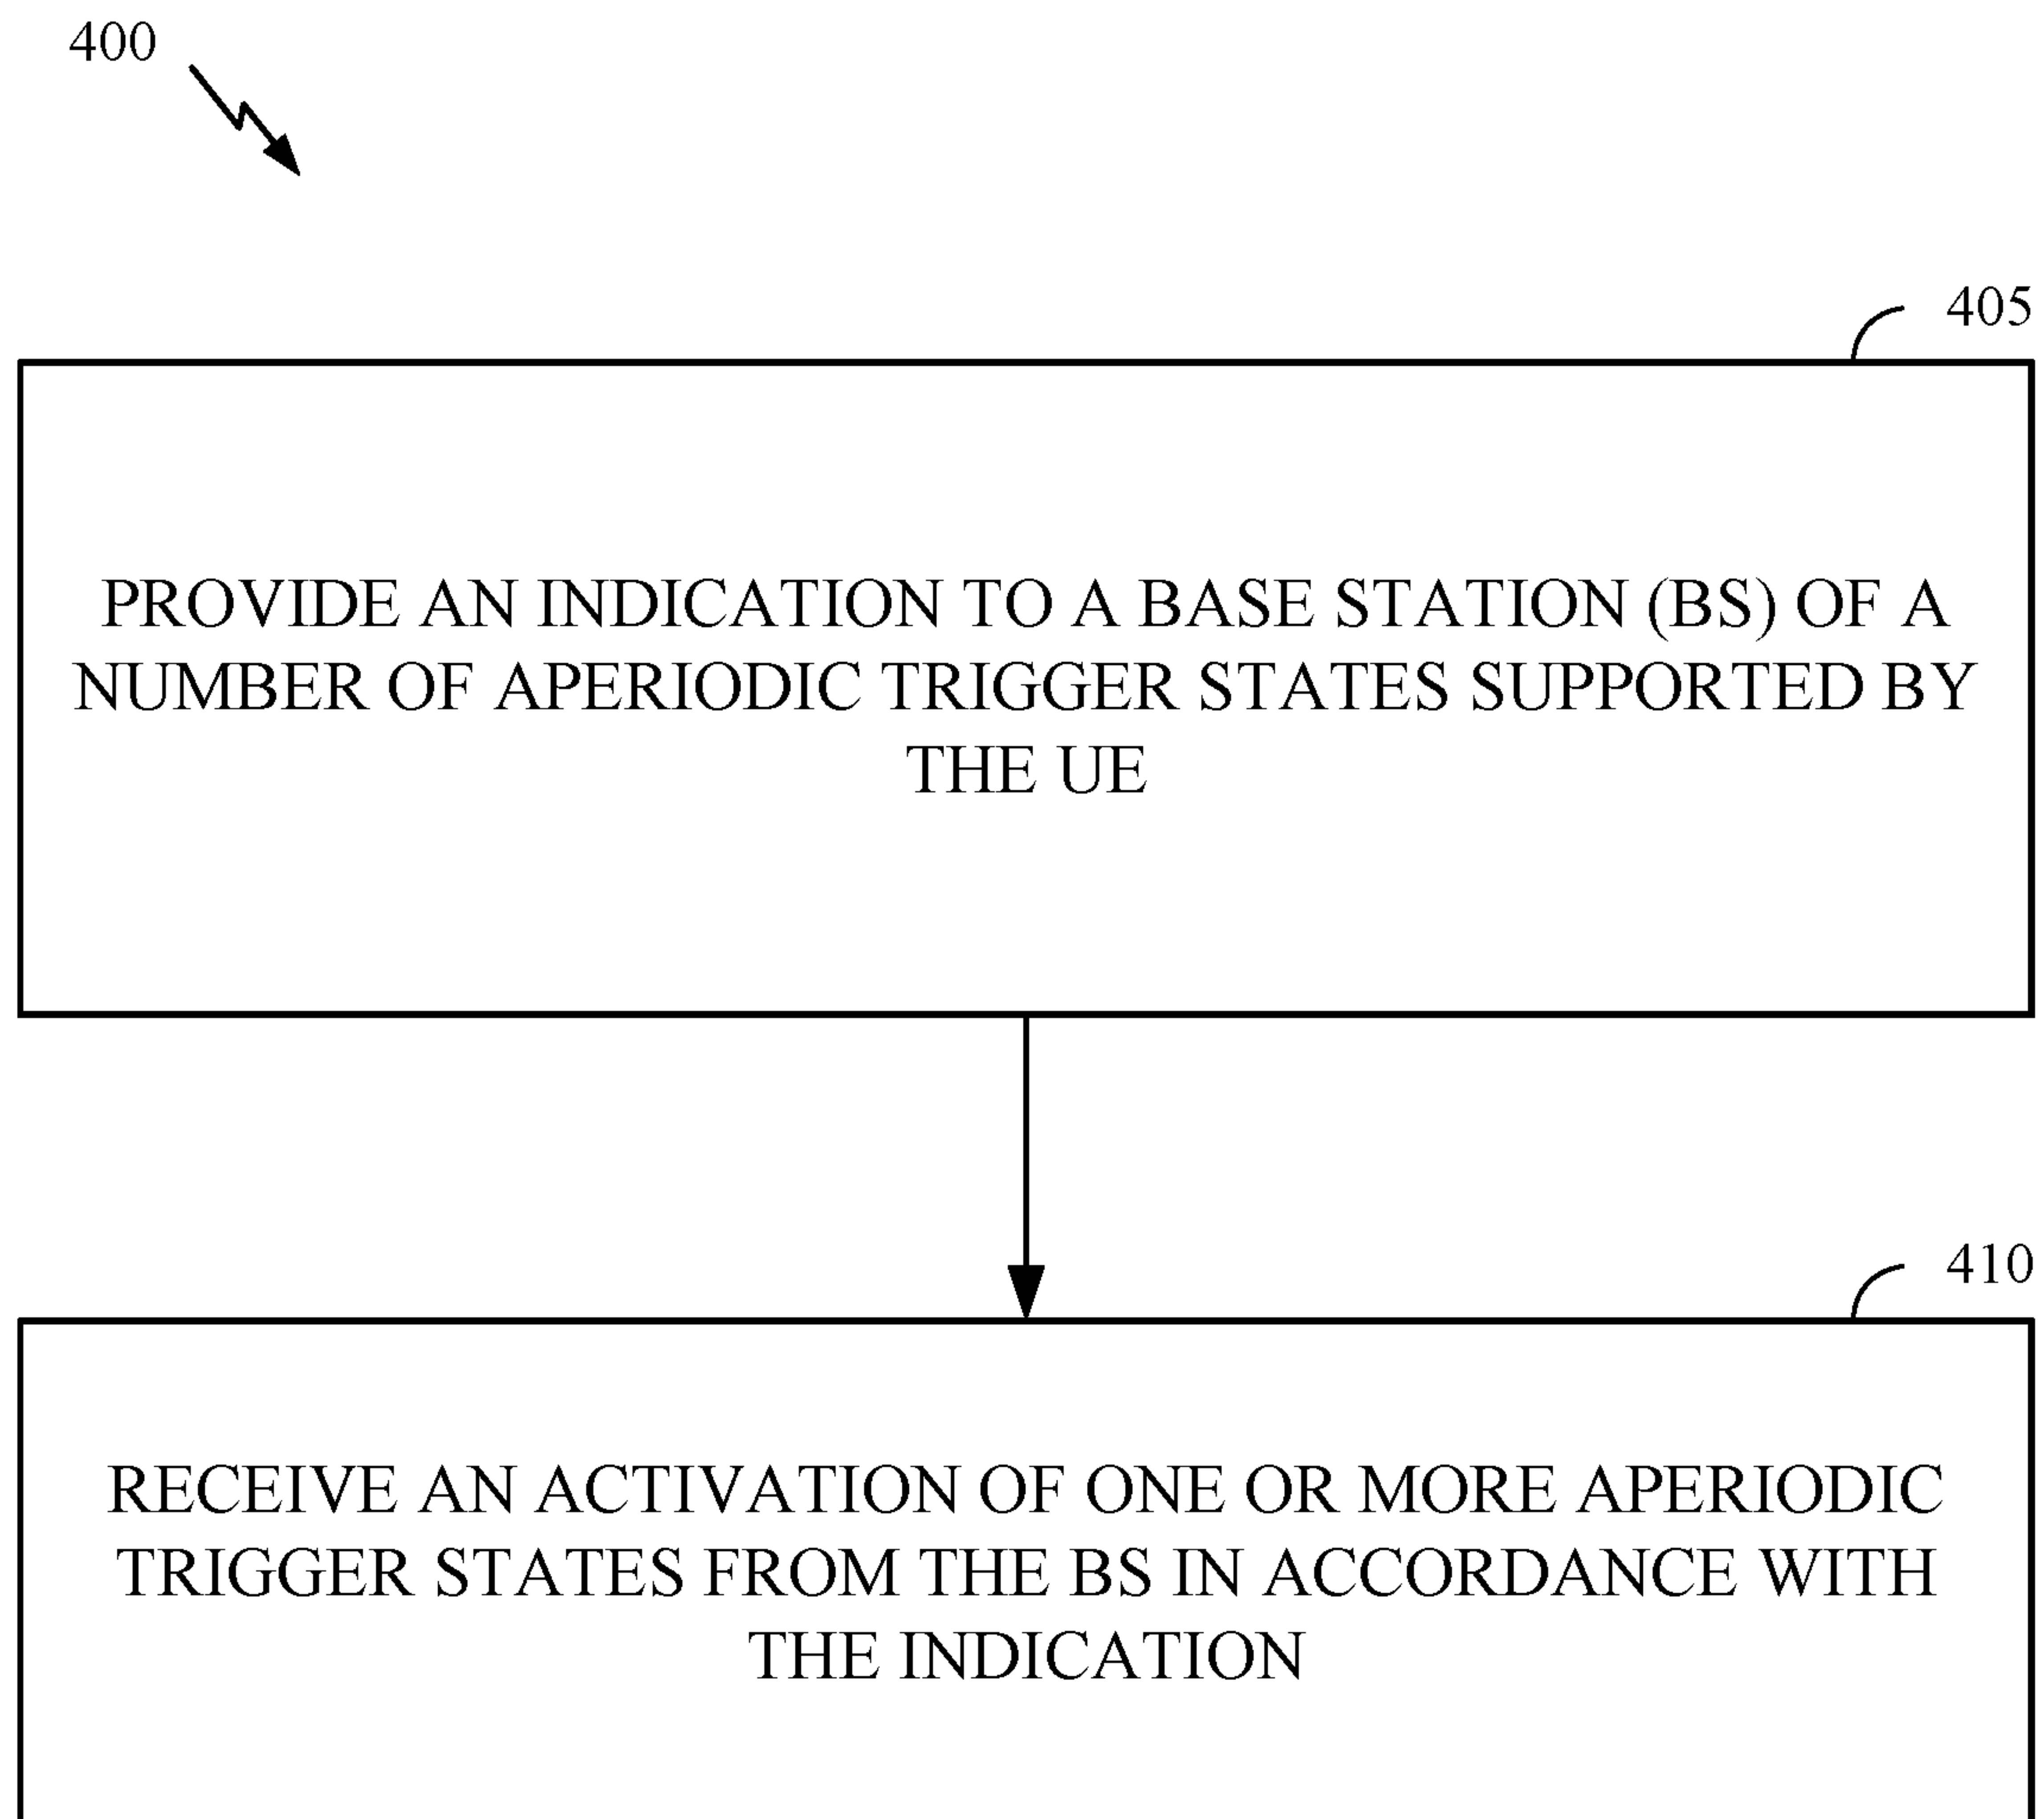 400
405
PROVIDE AN INDICATION TO A BASE STATION (BS) OF A
NUMBER OF APERIODIC TRIGGER STATES SUPPORTED BY
THE UE
410
RECEIVE AN ACTIVATION OF ONE OR MORE APERIODIC
TRIGGER STATES FROM THE BS IN ACCORDANCE WITH
THE INDICATION